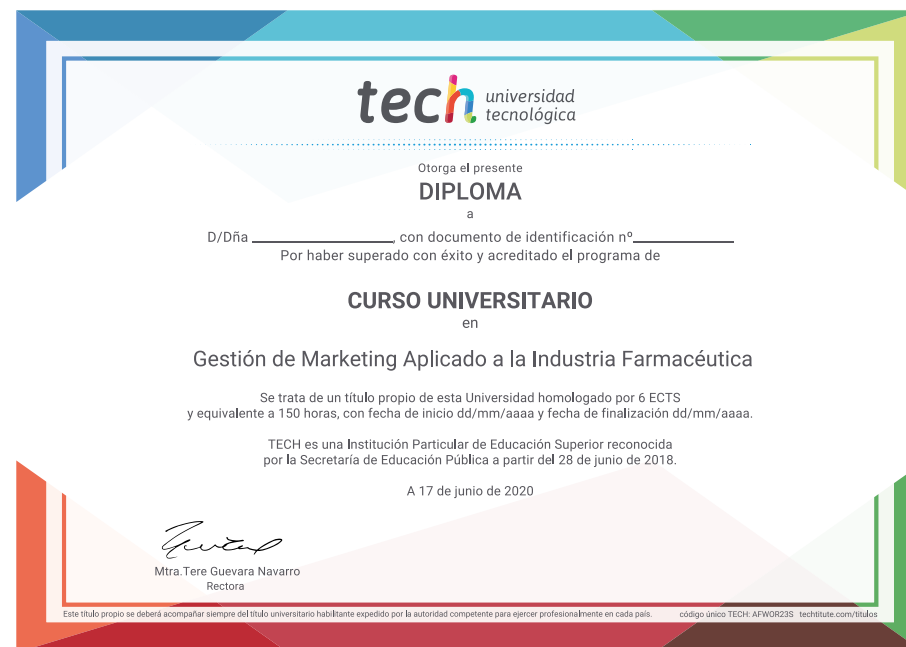 tech universidad
tecnológica
Otorga el presente
DIPLOMA
a
D/Dña ____________________, con documento de identificación nº______________
Por haber superado con éxito y acreditado el programa de
CURSO UNIVERSITARIO
en
Gestión de Marketing Aplicado a la Industria Farmacéutica
Se trata de un título propio de esta Universidad homologado por 6 ECTS
y equivalente a 150 horas, con fecha de inicio dd/mm/aaaa y fecha de finalización dd/mm/aaaa.
TECH es una Institución Particular de Educación Superior reconocida
por la Secretaría de Educación Pública a partir del 28 de junio de 2018.
A 17 de junio de 2020
Mtra.Tere Guevara Navarro
Rectora
Este título propio se deberá acompañar siempre del título universitario habilitante expedido por la autoridad competente para ejercer profesionalmente en cada país. código único TECH: AFWOR23S techtitute.com/titulos